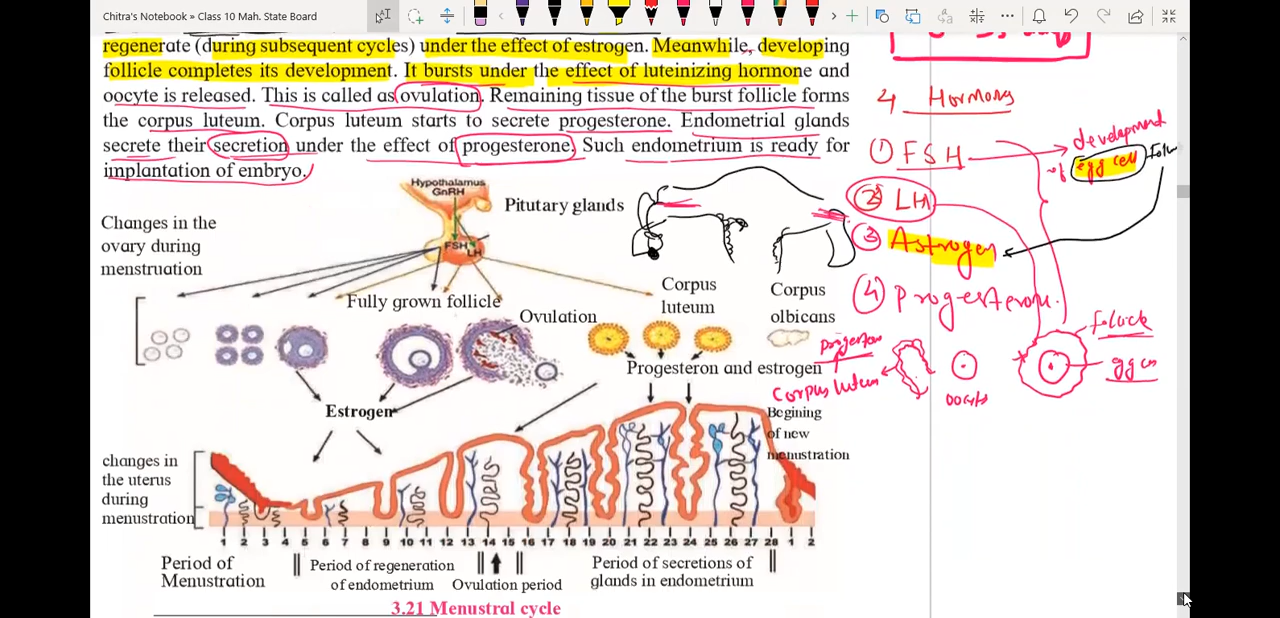 Chitra's Notebook » Class 10 Mah. State Board
regenerate (during subsequent cycles) under the effect of estrogen. Meanwhile, developing
follicle completes its development. It bursts under the effect of luteinizing hormone and
oocyte is released. This is called as ovulation. Remaining tissue of the burst follicle forms
the corpus luteum. Corpus luteum starts to secrete progesterone. Endometrial glands
secrete their secretion under the effect of progesterone. Such endometrium is ready for
implantation of embryo.
4 Hormons
① FSH
development
of egg cell
② LH
③ Astrogen
④ Progesteron.
Follicle
egg cell
oocyte
progesteron
Corpus luteum
Hypothalamus
GnRH
Pitutary glands
FSH
LH
Changes in the
ovary during
menstruation
Fully grown follicle
Ovulation
Corpus
luteum
Corpus
olbicans
Progesteron and estrogen
Estrogen
Begining
of new
menustration
changes in
the uterus
during
menustration
1 2 3 4 5 6 7 8 9 10 11 12 13 14 15 16 17 18 19 20 21 22 23 24 25 26 27 28 1 2
Period of
Menustration
Period of regeneration
of endometrium
Ovulation period
Period of secretions of
glands in endometrium
3.21 Menustral cycle